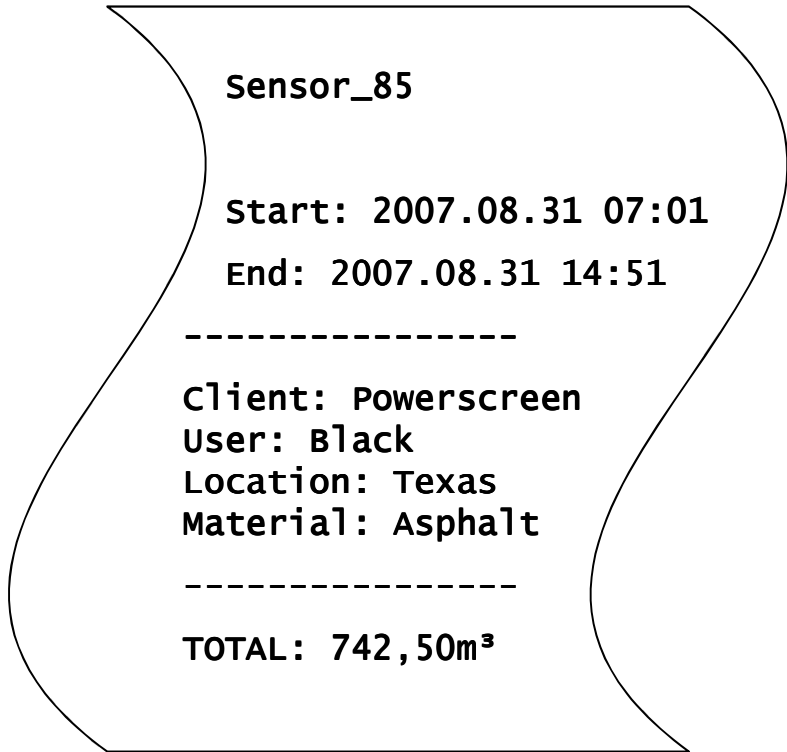 Sensor_85
Start: 2007.08.31 07:01
End: 2007.08.31 14:51
----------------
Client: Powerscreen
User: Black
Location: Texas
Material: Asphalt
----------------
TOTAL: 742,50m³